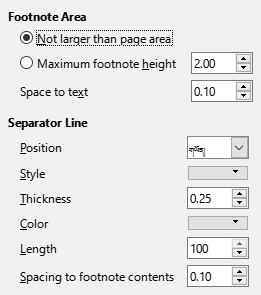 Footnote Area
Not larger than page area
Maximum footnote height 2.00
Space to text 0.10
Separator Line
Position གཡོན།
Style
Thickness 0.25
Color
Length 100
Spacing to footnote contents 0.10